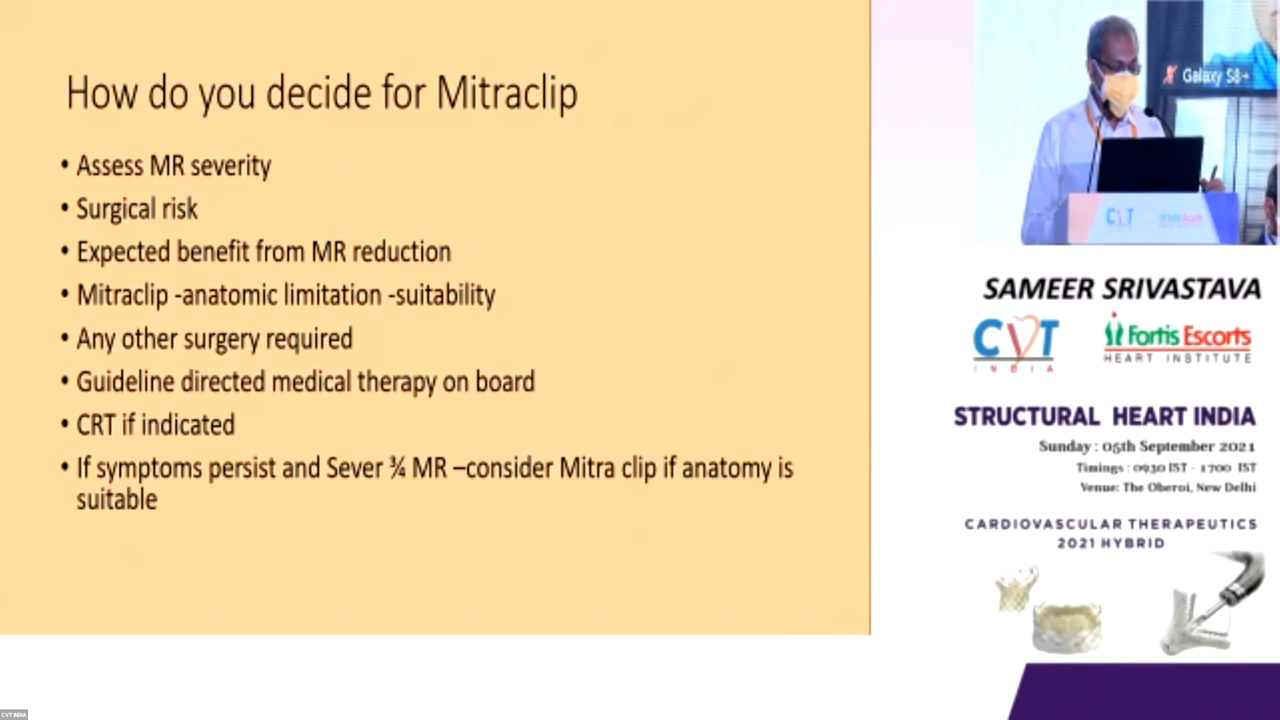 How do you decide for Mitraclip
• Assess MR severity
• Surgical risk
• Expected benefit from MR reduction
• Mitraclip -anatomic limitation -suitability
• Any other surgery required
• Guideline directed medical therapy on board
• CRT if indicated
• If symptoms persist and Sever ¾ MR –consider Mitra clip if anatomy is
suitable
Galaxy S8+
CVT
SAMEER SRIVASTAVA
CVT
INDIA
Fortis Escorts
HEART INSTITUTE
STRUCTURAL HEART INDIA
Sunday : 05th September 2021
Timings : 0930 IST - 1700 IST
Venue: The Oberoi, New Delhi
CARDIOVASCULAR THERAPEUTICS
2021 HYBRID
CVT INDIA